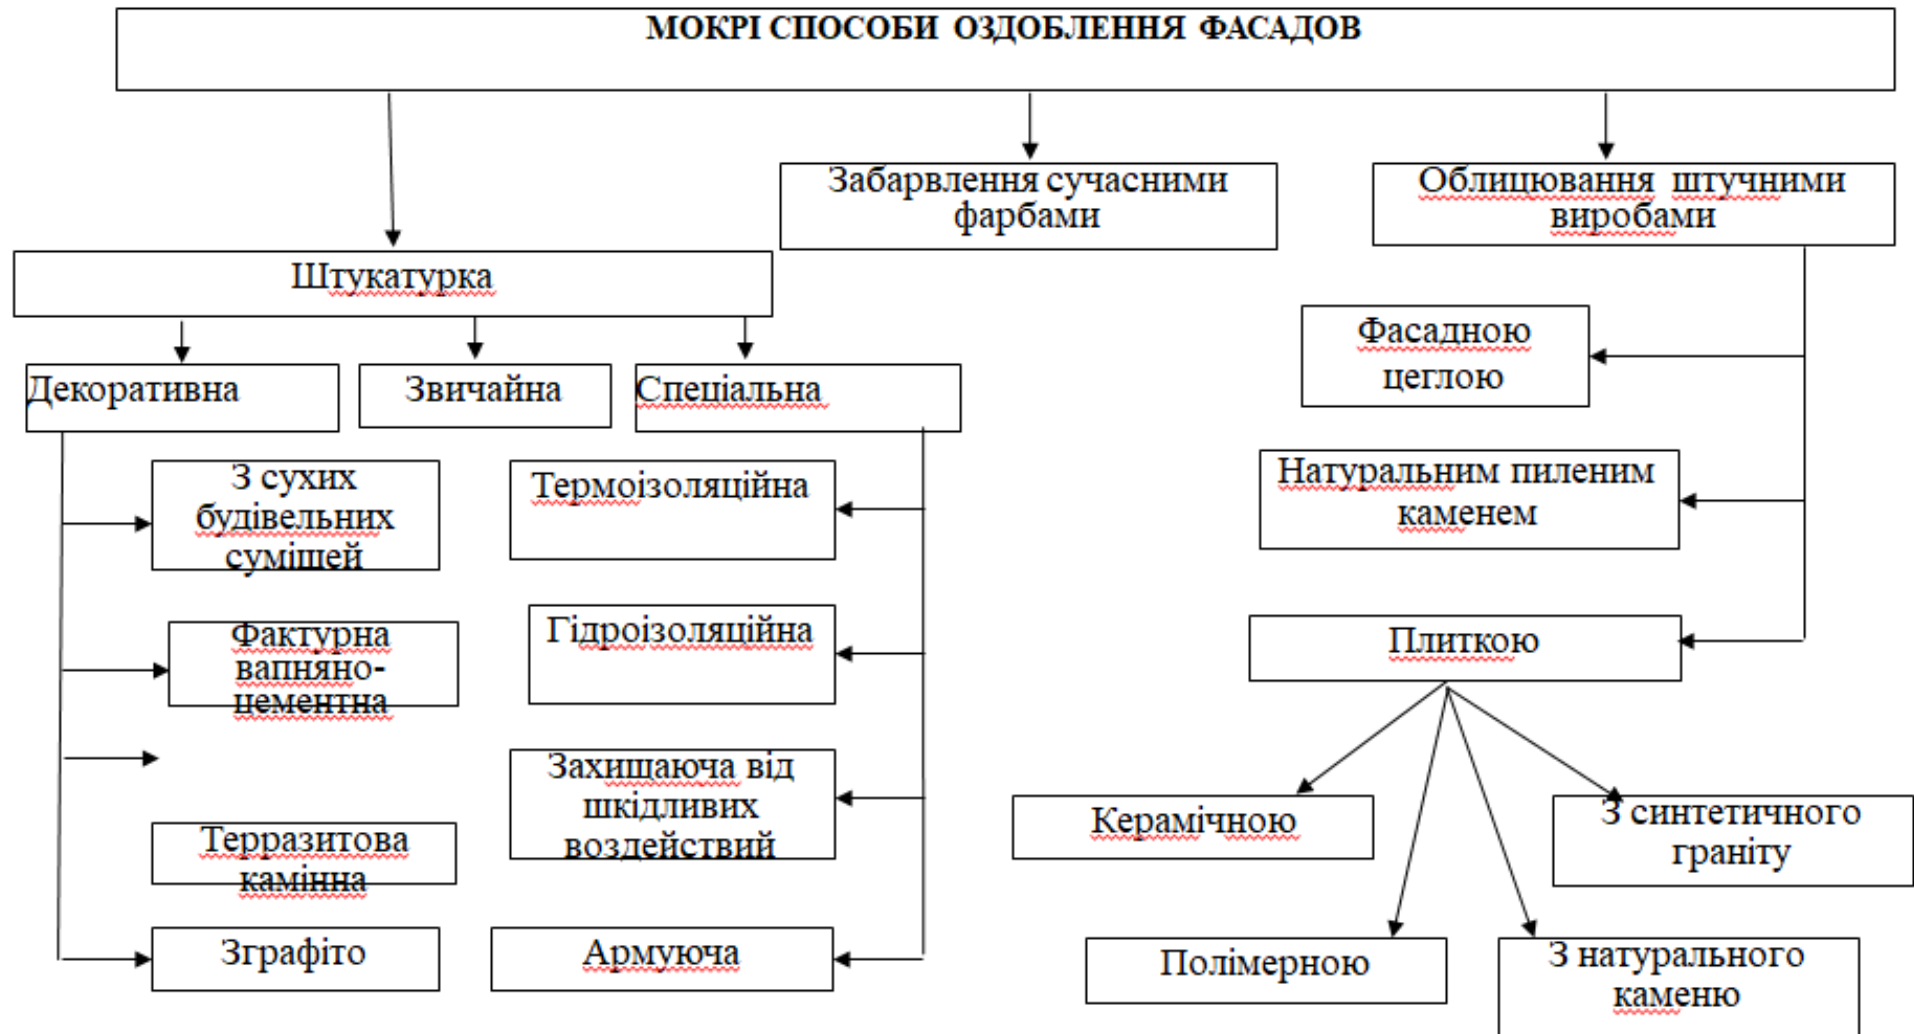 МОКРІ СПОСОБИ ОЗДОБЛЕННЯ ФАСАДОВ
Забарвлення сучасними
фарбами
Облицювання штучними
виробами
Штукатурка
Декоративна
Звичайна
Спеціальна
З сухих
будівельних
сумішей
Фактурна
вапняно-
цементна
Терразитова
камінна
Зграфіто
Термоізоляційна
Гідроізоляційна
Захищаюча від
шкідливих
воздействий
Армуюча
Фасадною
цеглою
Натуральним пиленим
каменем
Плиткою
Керамічною
З синтетичного
граніту
Полімерною
З натурального
каменю